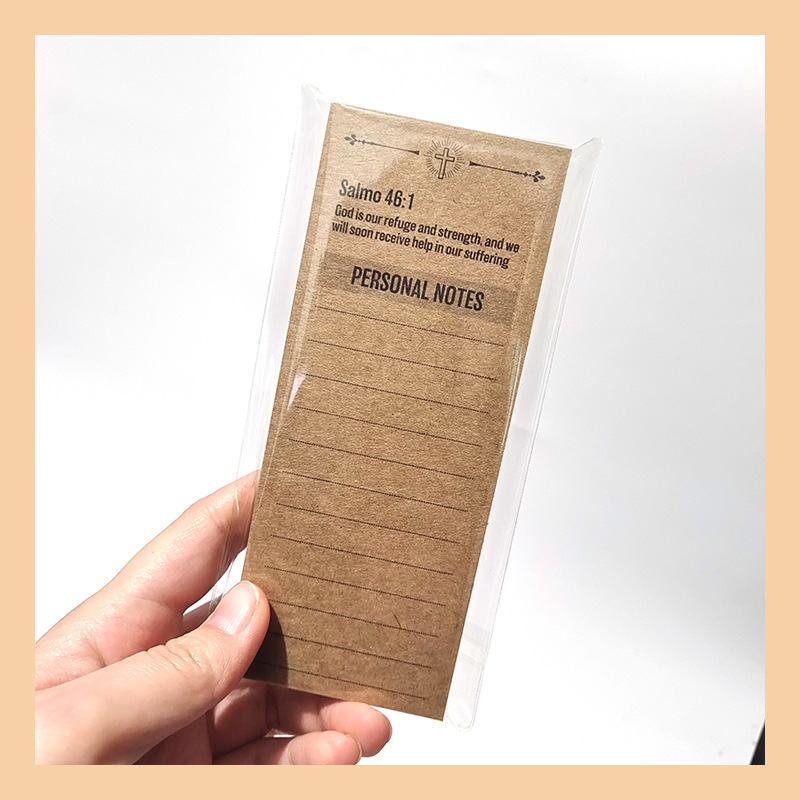 Salmo 46:1
God is our refuge and strength, and we
will soon receive help in our suffering
PERSONAL NOTES